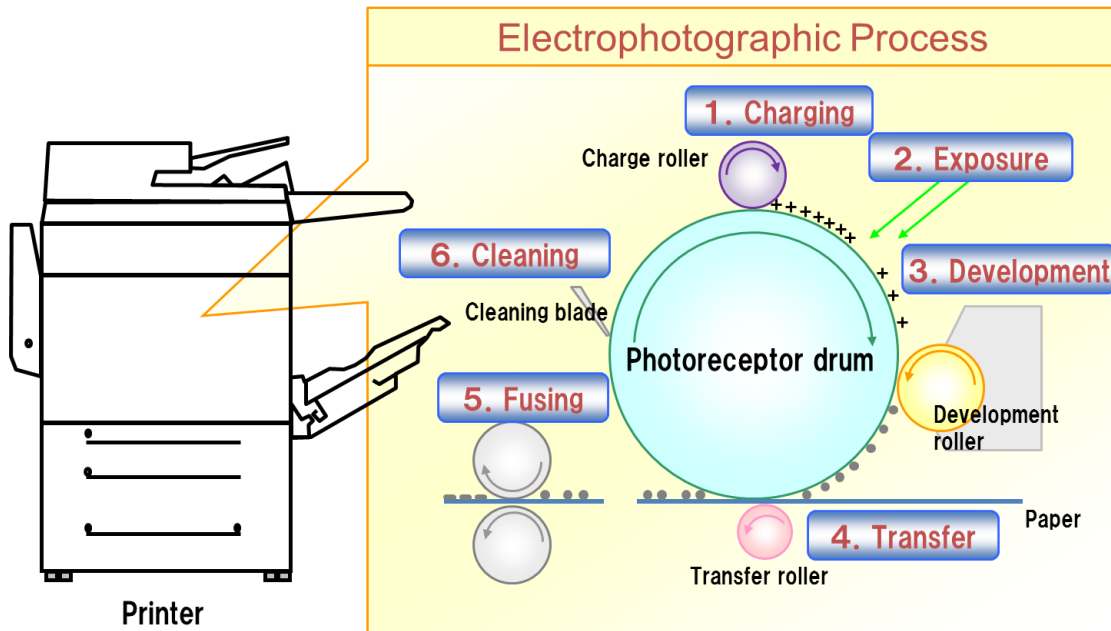 Electrophotographic Process
1. Charging
Charge roller
2. Exposure
6. Cleaning
3. Development
Cleaning blade
Photoreceptor drum
5. Fusing
Development
roller
Paper
4. Transfer
Transfer roller
Printer